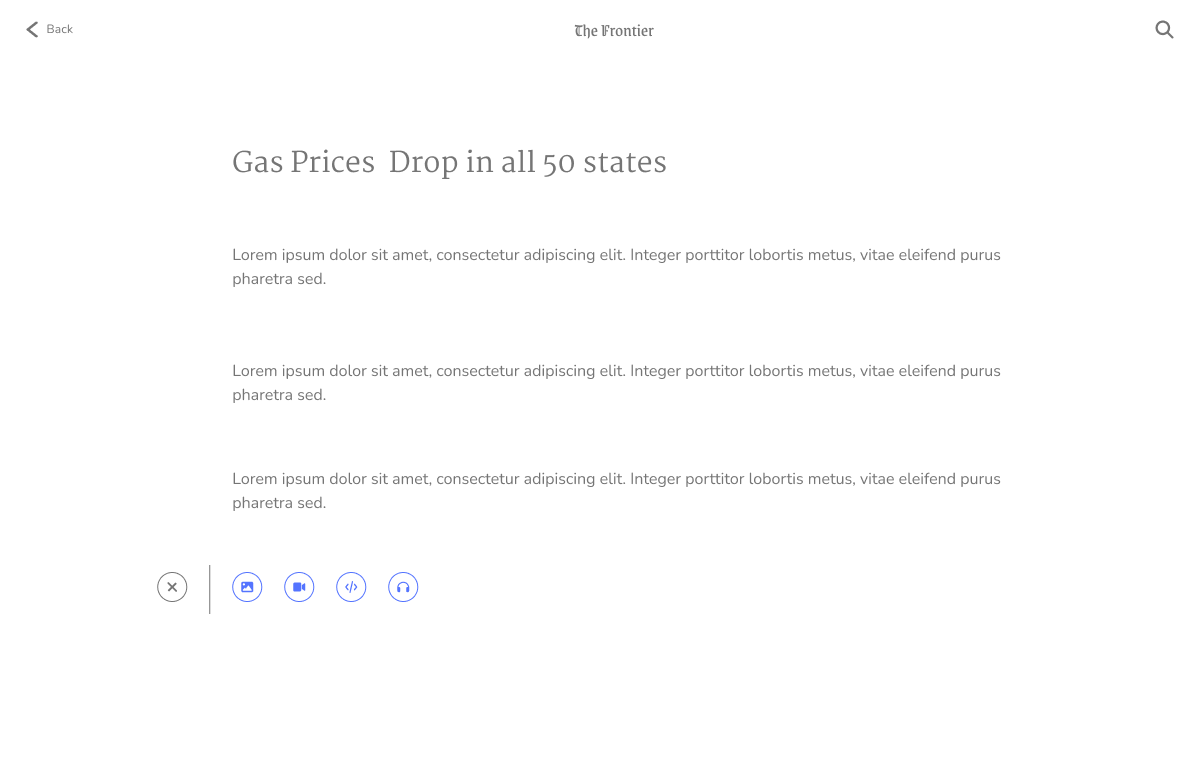 Back
The Frontier
Gas Prices  Drop in all 50 states
Lorem ipsum dolor sit amet, consectetur adipiscing elit. Integer porttitor lobortis metus, vitae eleifend purus
pharetra sed.
Lorem ipsum dolor sit amet, consectetur adipiscing elit. Integer porttitor lobortis metus, vitae eleifend purus
pharetra sed.
Lorem ipsum dolor sit amet, consectetur adipiscing elit. Integer porttitor lobortis metus, vitae eleifend purus
pharetra sed.